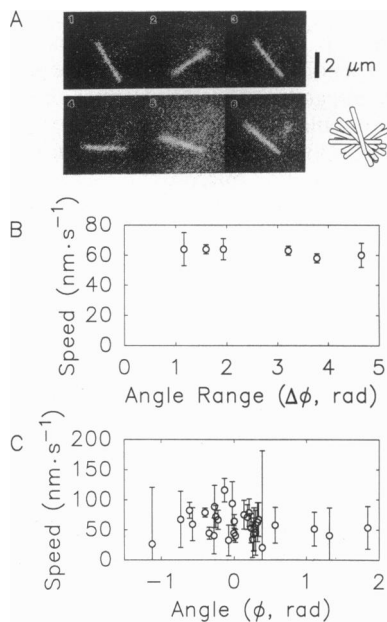 A
1 2 3
2 μm
4 5 6
B
Speed (nm·s⁻¹)
80
60
40
20
0
0 1 2 3 4 5
Angle Range (Δϕ, rad)
C
Speed (nm·s⁻¹)
200
150
100
50
0
−1 0 1 2
Angle (ϕ, rad)